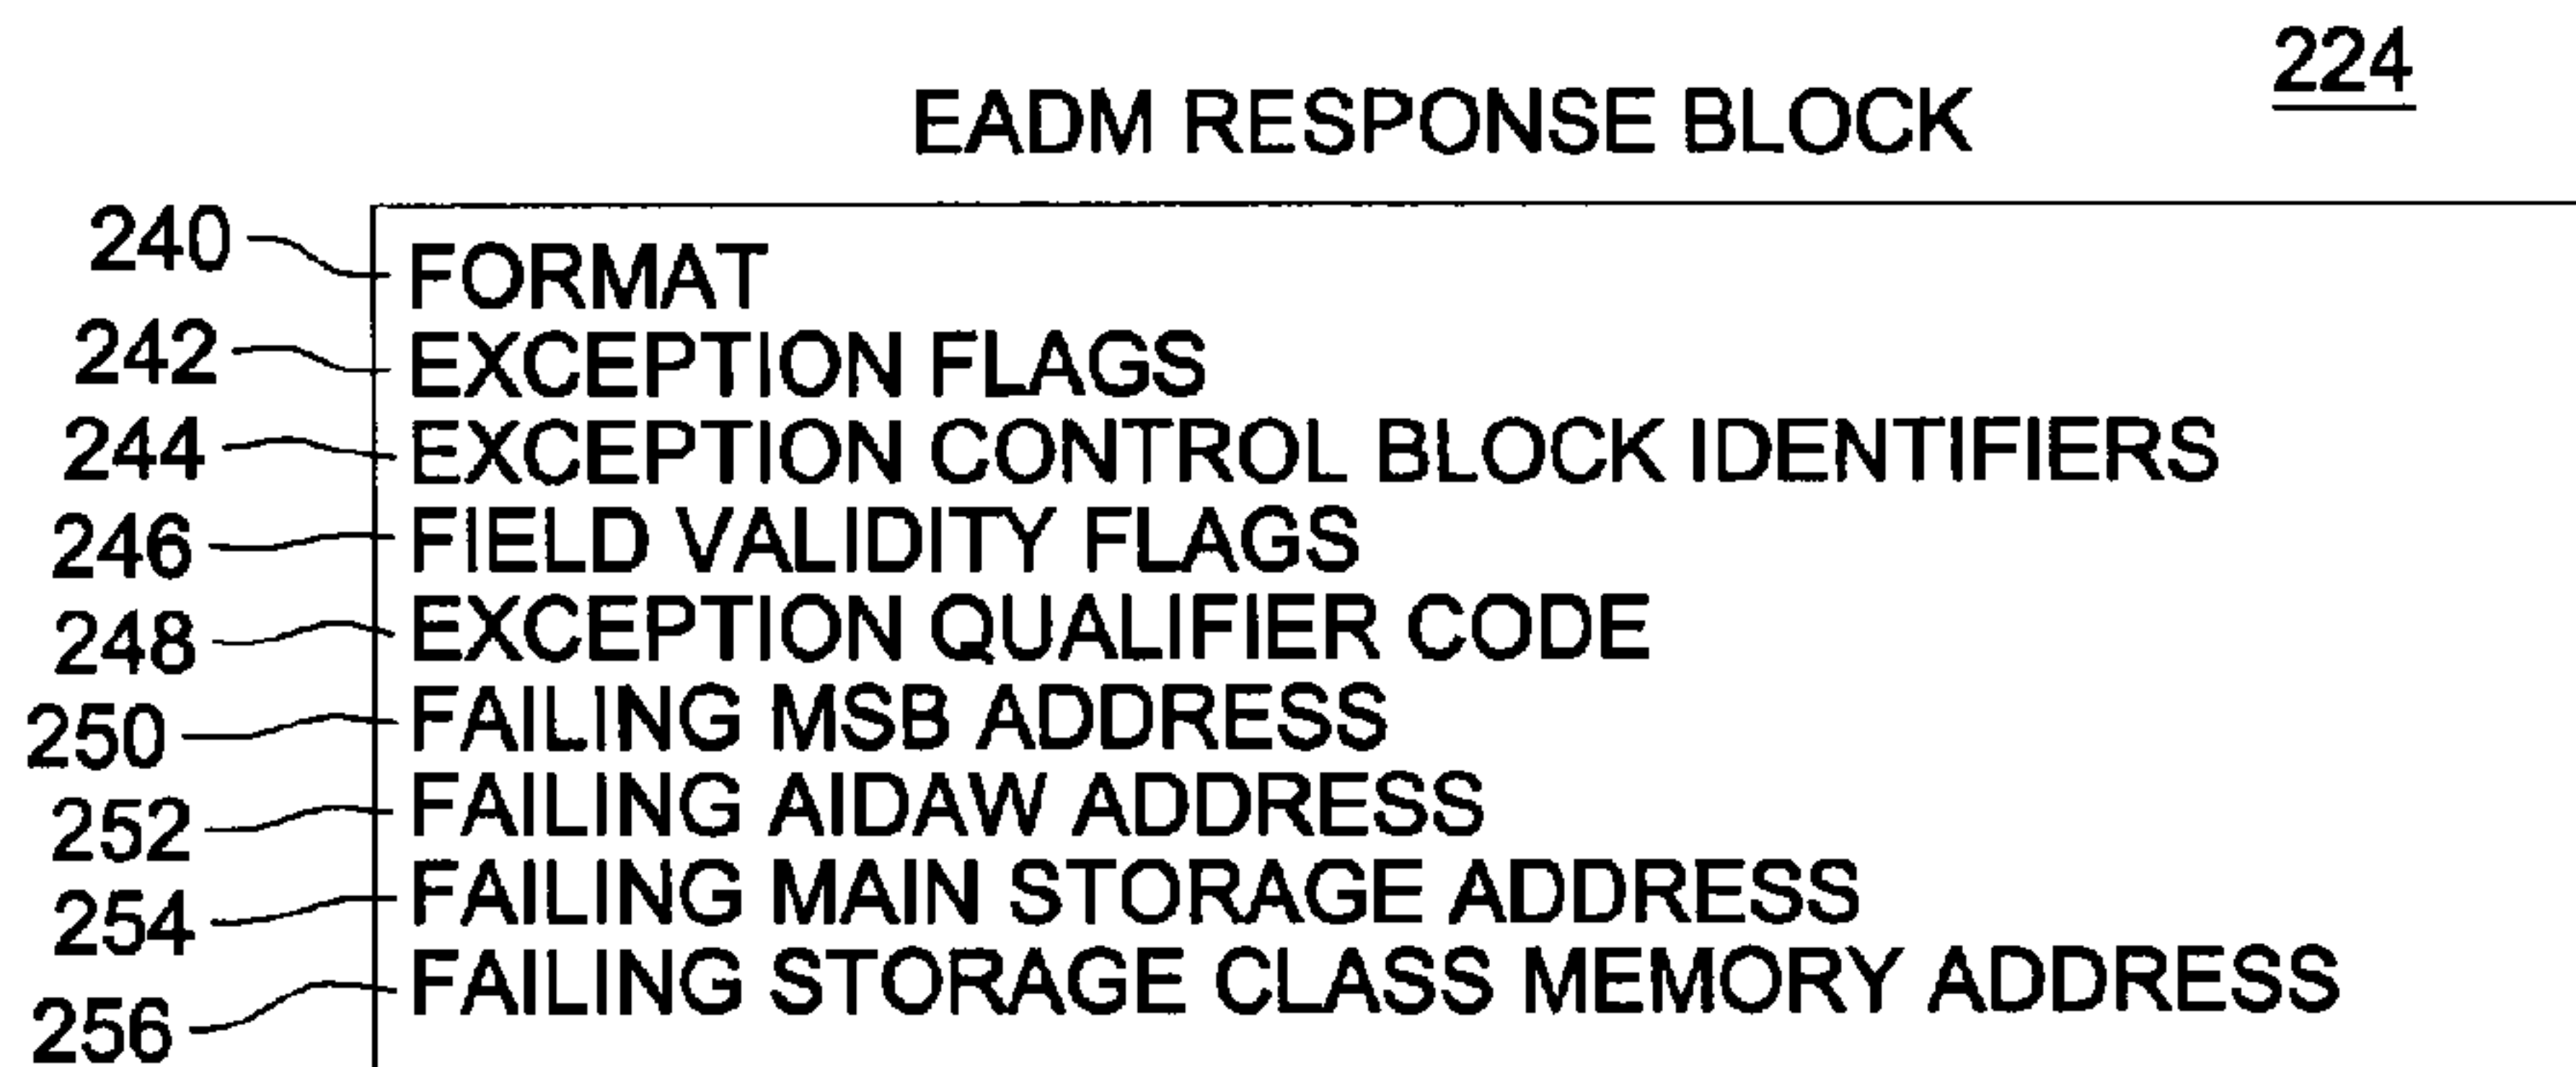 224
EADM RESPONSE BLOCK
240 FORMAT
242 EXCEPTION FLAGS
244 EXCEPTION CONTROL BLOCK IDENTIFIERS
246 FIELD VALIDITY FLAGS
248 EXCEPTION QUALIFIER CODE
250 FAILING MSB ADDRESS
252 FAILING AIDAW ADDRESS
254 FAILING MAIN STORAGE ADDRESS
256 FAILING STORAGE CLASS MEMORY ADDRESS